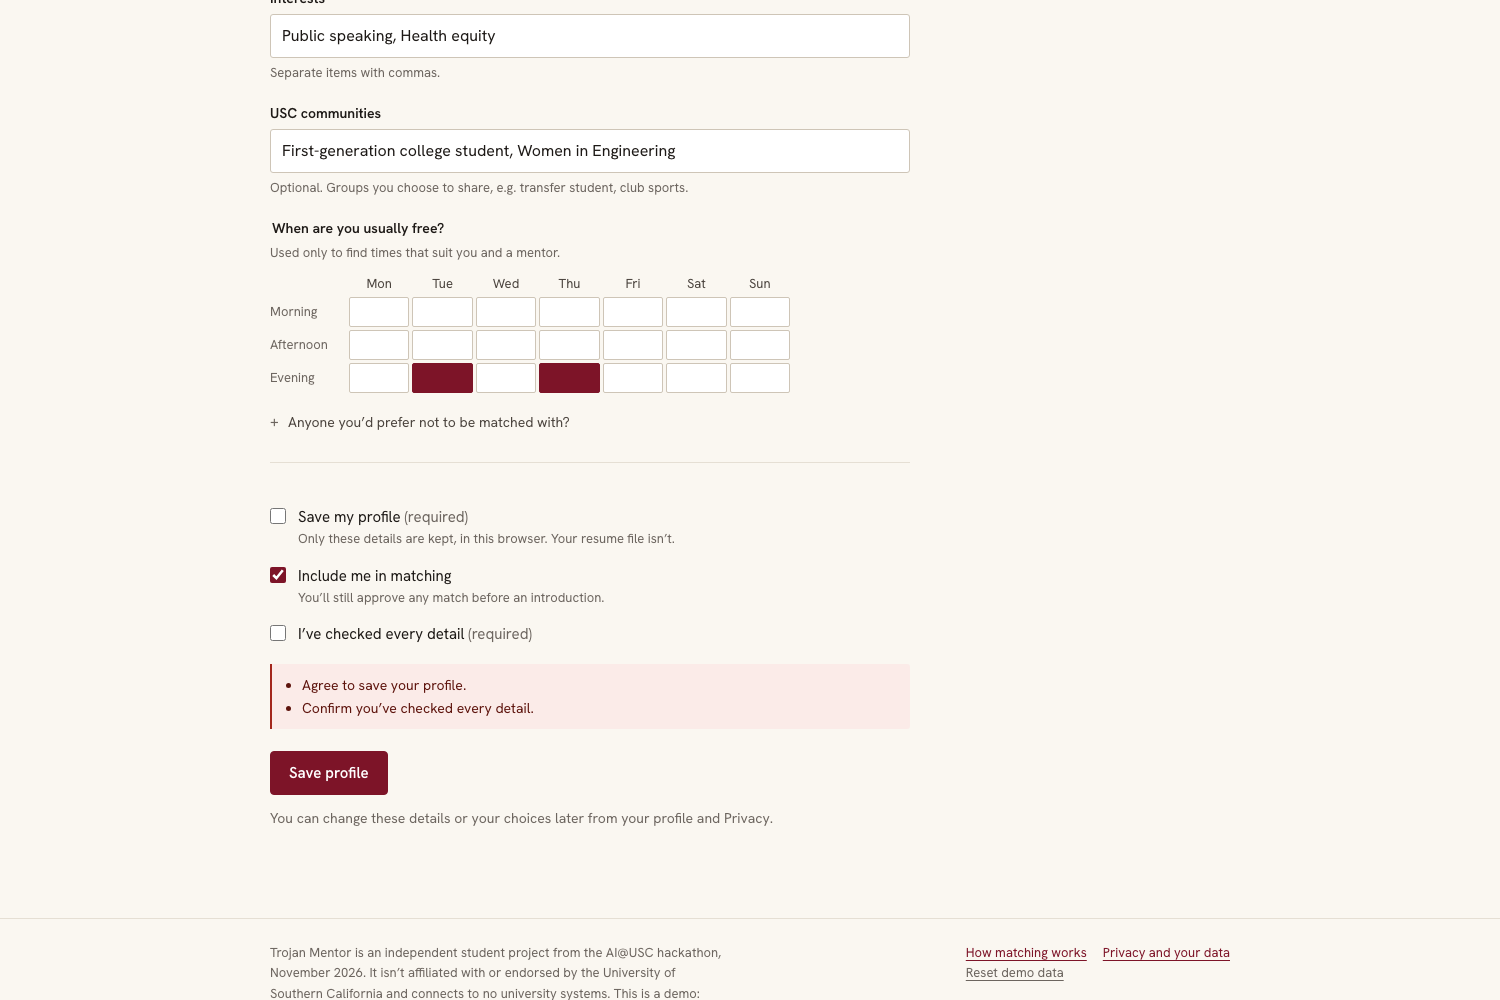 Interests
Public speaking, Health equity
Separate items with commas.
USC communities
First-generation college student, Women in Engineering
Optional. Groups you choose to share, e.g. transfer student, club sports.
When are you usually free?
Used only to find times that suit you and a mentor.
Mon Tue Wed Thu Fri Sat Sun
Morning
Afternoon
Evening
+ Anyone you’d prefer not to be matched with?
Save my profile (required)
Only these details are kept, in this browser. Your resume file isn’t.
Include me in matching
You’ll still approve any match before an introduction.
I’ve checked every detail (required)
• Agree to save your profile.
• Confirm you’ve checked every detail.
Save profile
You can change these details or your choices later from your profile and Privacy.
Trojan Mentor is an independent student project from the AI@USC hackathon,
November 2026. It isn’t affiliated with or endorsed by the University of
Southern California and connects to no university systems. This is a demo:
How matching works Privacy and your data
Reset demo data